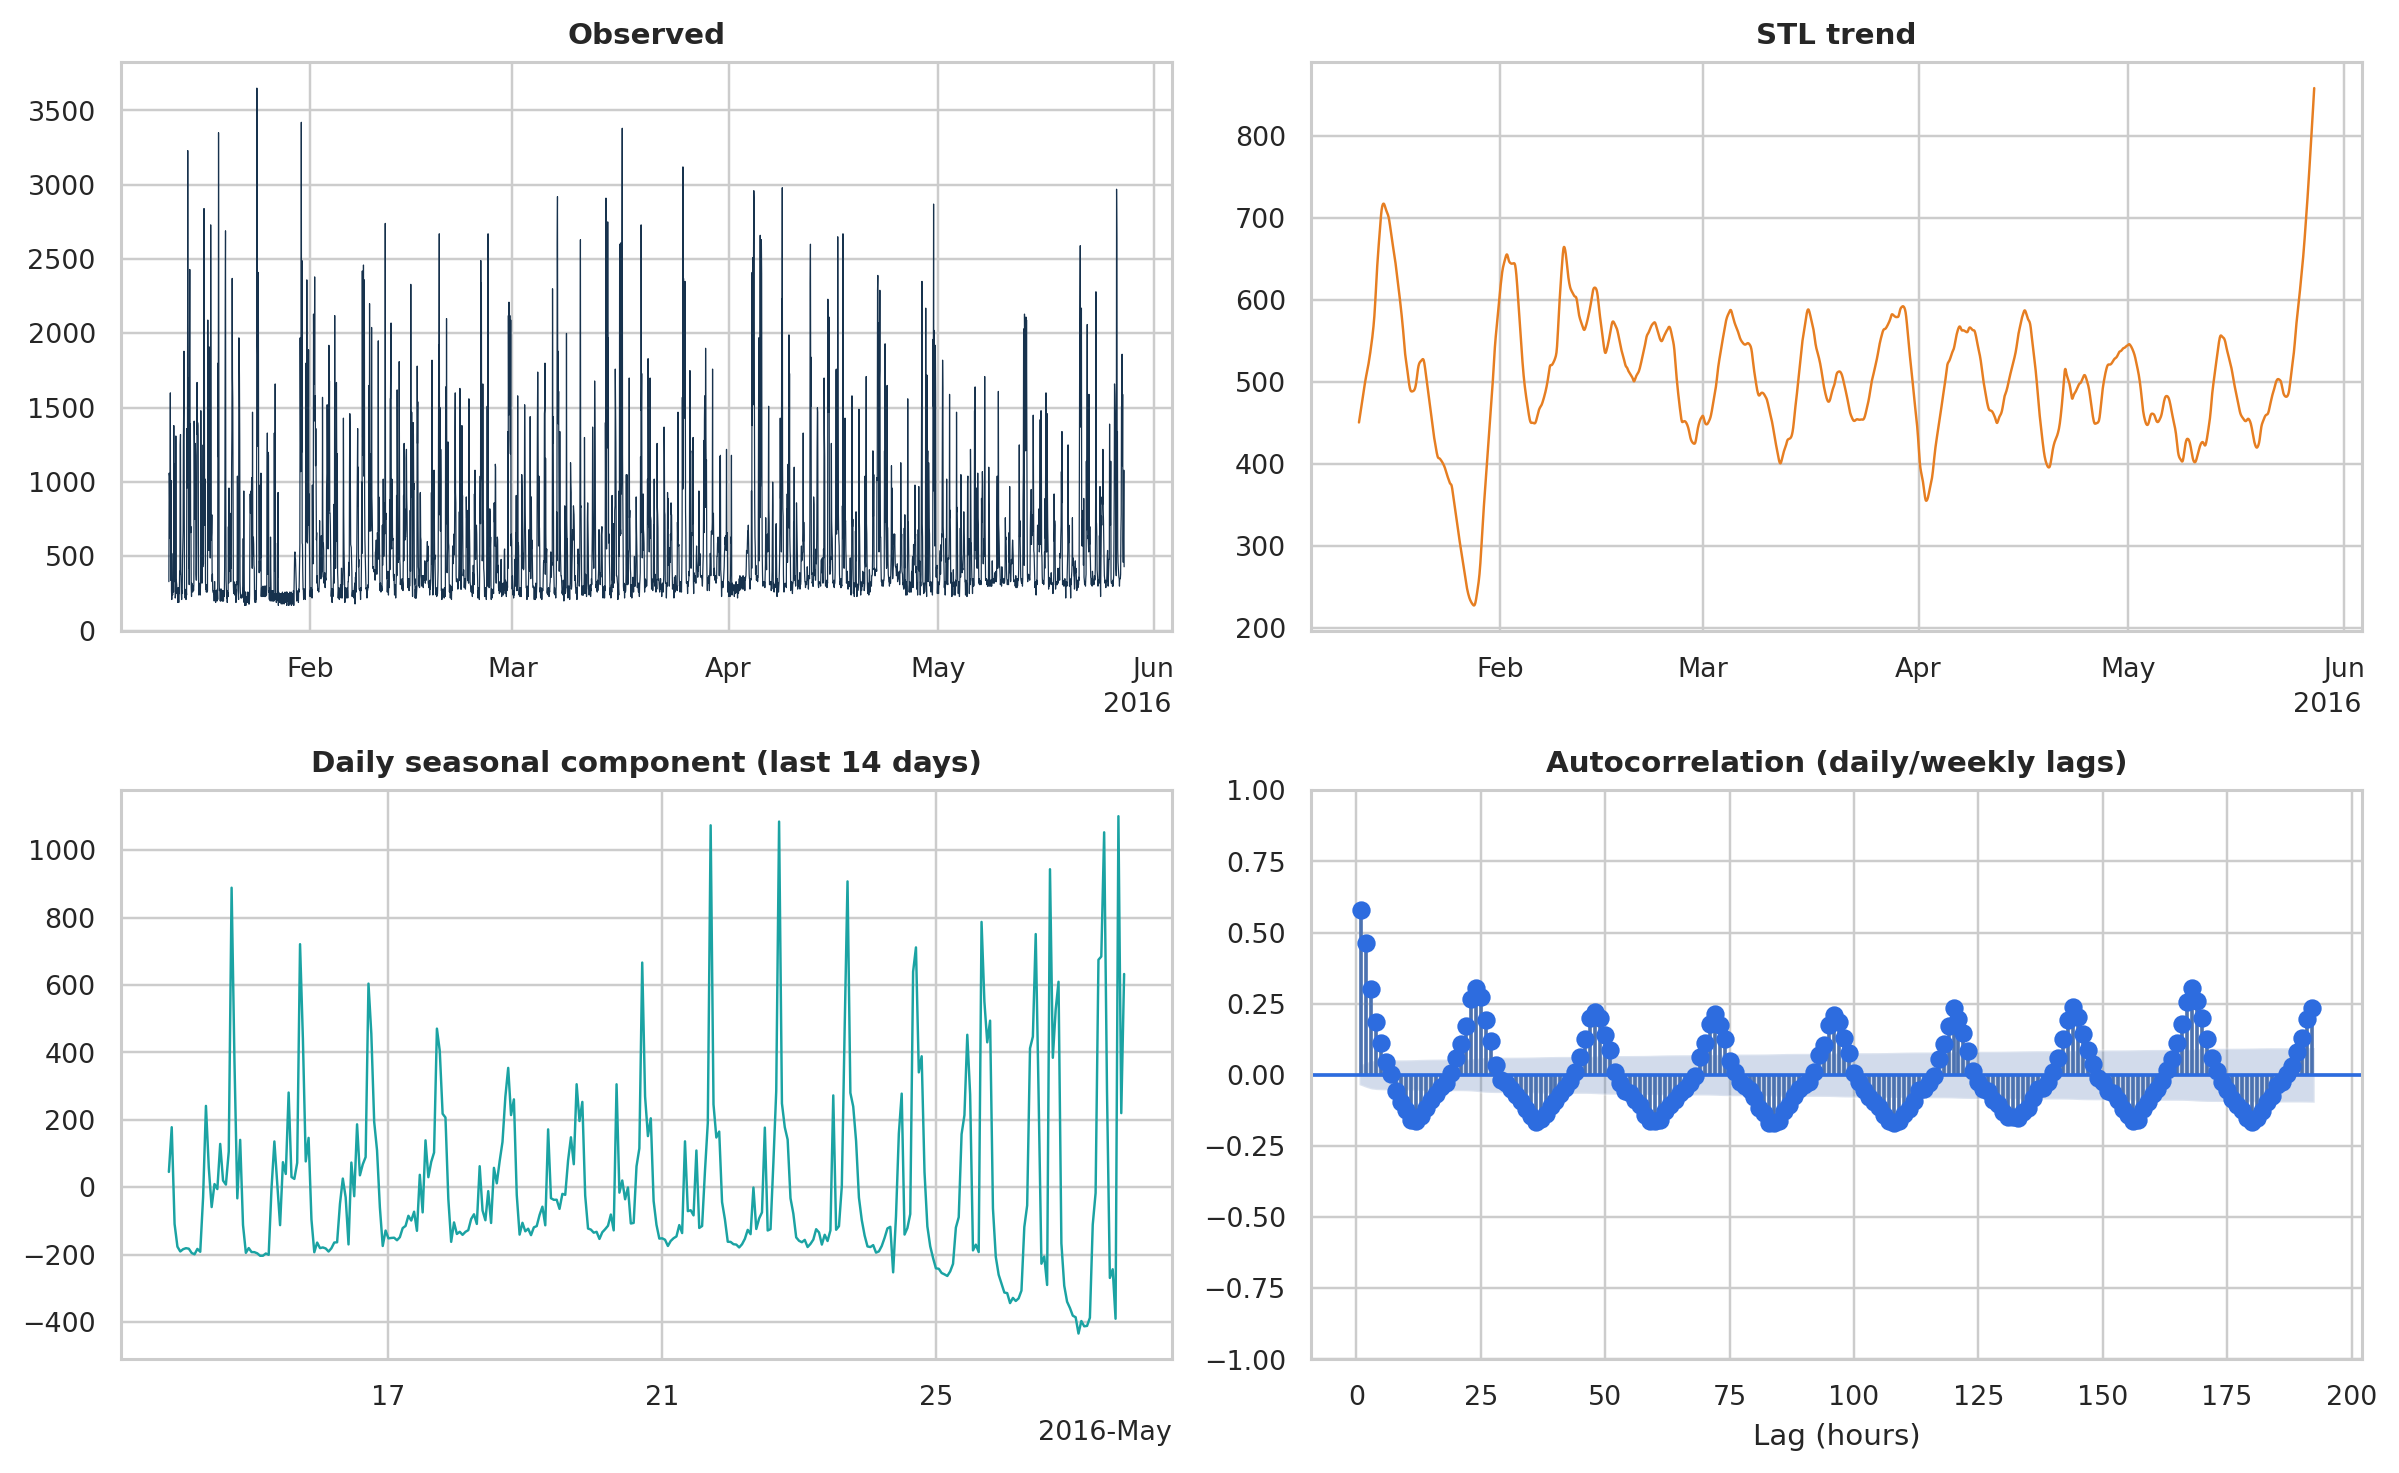 Observed
3500
3000
2500
2000
1500
1000
500
0
Feb
Mar
Apr
May
Jun
2016
STL trend
800
700
600
500
400
300
200
Feb
Mar
Apr
May
Jun
2016
Daily seasonal component (last 14 days)
1000
800
600
400
200
0
−200
−400
17
21
25
2016-May
Autocorrelation (daily/weekly lags)
1.00
0.75
0.50
0.25
0.00
−0.25
−0.50
−0.75
−1.00
0
25
50
75
100
125
150
175
200
Lag (hours)